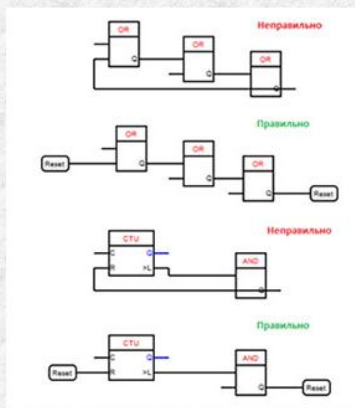 OR
Неправильно
OR
Q
OR
Q
Q
Правильно
OR
OR
Reset
Q
OR
Q
Q
Reset
Неправильно
CTU
C
Q
AND
R
>L
Q
Правильно
CTU
C
Q
AND
Reset
R
>L
Q
Reset